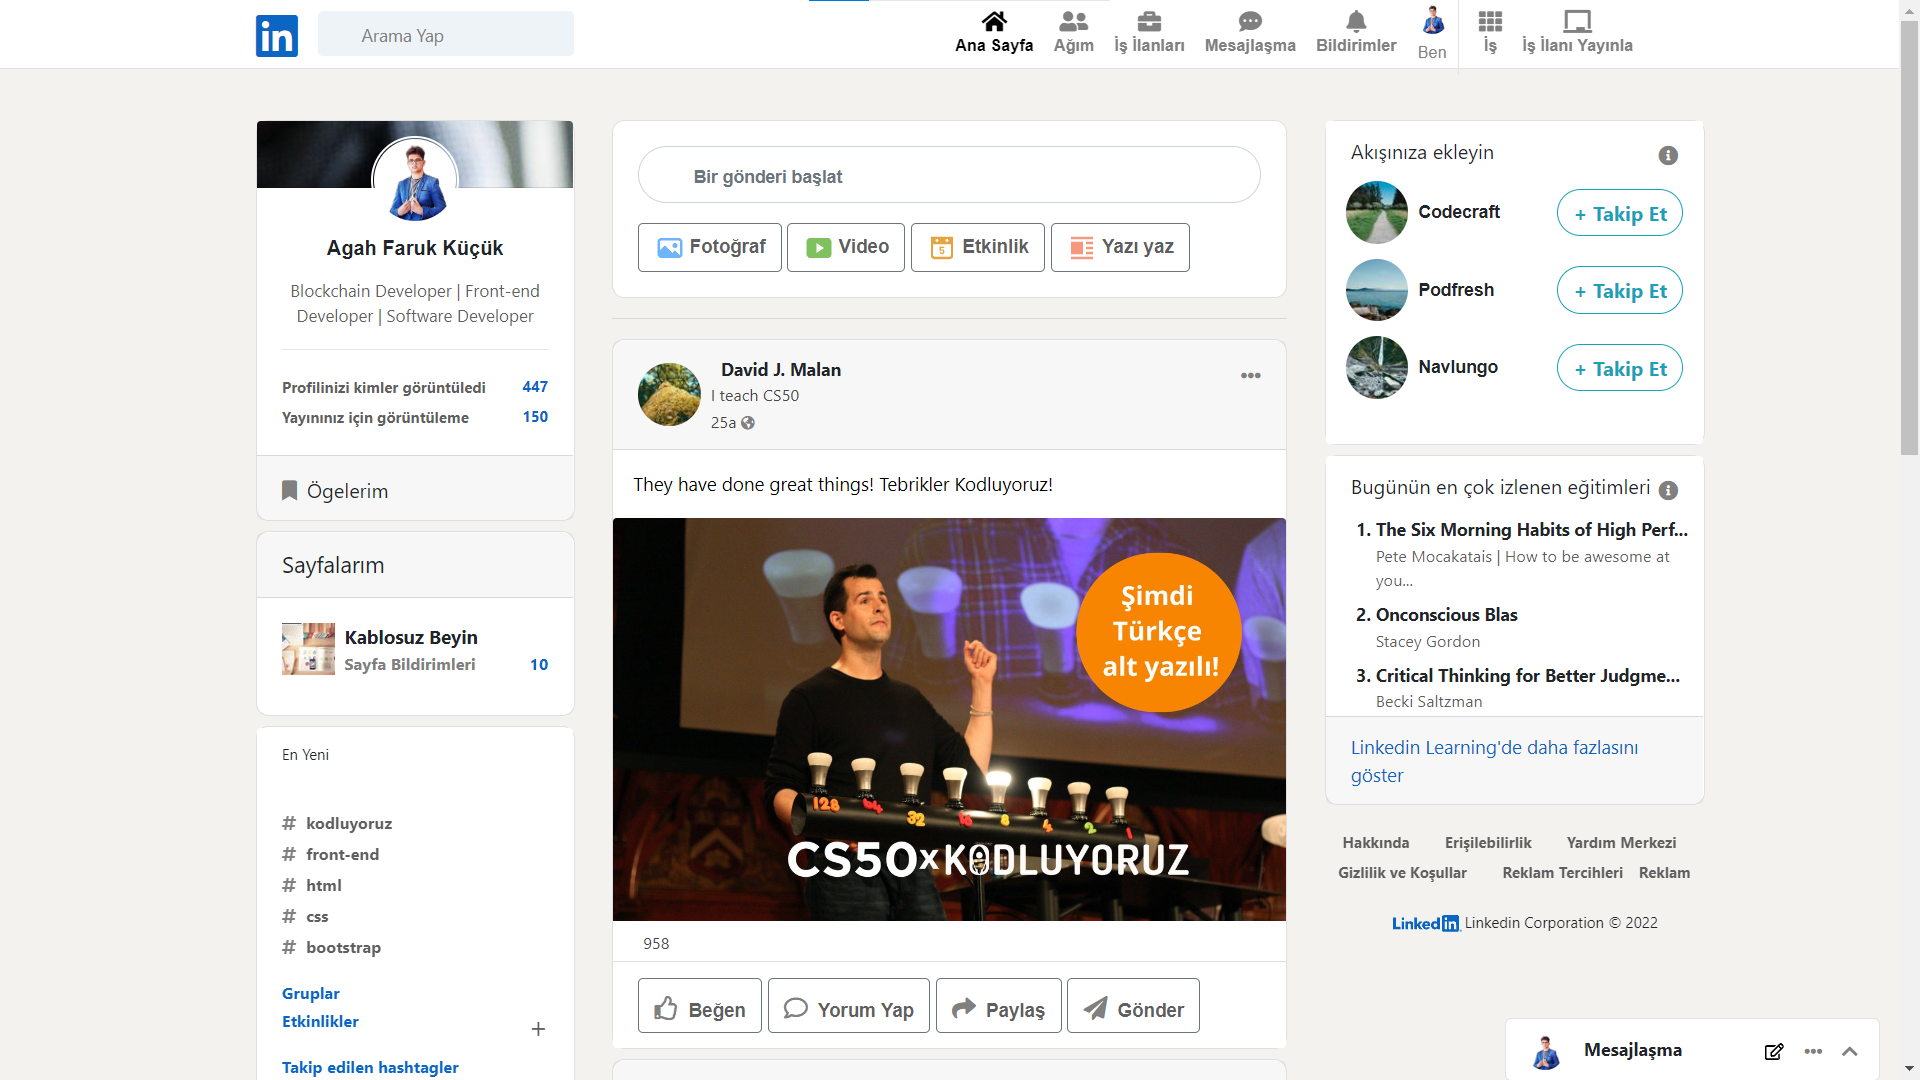 in
Arama Yap
Ana Sayfa
Ağım
İş İlanları
Mesajlaşma
Bildirimler
Ben
İş
İş İlanı Yayınla
Agah Faruk Küçük
Blockchain Developer | Front-end
Developer | Software Developer
Profilinizi kimler görüntüledi 447
Yayınınız için görüntüleme 150
Ögelerim
Sayfalarım
Kablosuz Beyin
Sayfa Bildirimleri 10
En Yeni
# kodluyoruz
# front-end
# html
# css
# bootstrap
Gruplar
Etkinlikler
+
Takip edilen hashtagler
Bir gönderi başlat
Fotoğraf
Video
5 Etkinlik
Yazı yaz
David J. Malan
I teach CS50
25a
They have done great things! Tebrikler Kodluyoruz!
Şimdi
Türkçe
alt yazılı!
128 64 32 16 8 4 2 1
CS50xKODLUYORUZ
958
Beğen
Yorum Yap
Paylaş
Gönder
Akışınıza ekleyin
Codecraft
+ Takip Et
Podfresh
+ Takip Et
Navlungo
+ Takip Et
Bugünün en çok izlenen eğitimleri
1. The Six Morning Habits of High Perf...
Pete Mocakatais | How to be awesome at
you...
2. Onconscious Blas
Stacey Gordon
3. Critical Thinking for Better Judgme...
Becki Saltzman
Linkedin Learning'de daha fazlasını
göster
Hakkında Erişilebilirlik Yardım Merkezi
Gizlilik ve Koşullar Reklam Tercihleri Reklam
Linkedin Linkedin Corporation © 2022
Mesajlaşma